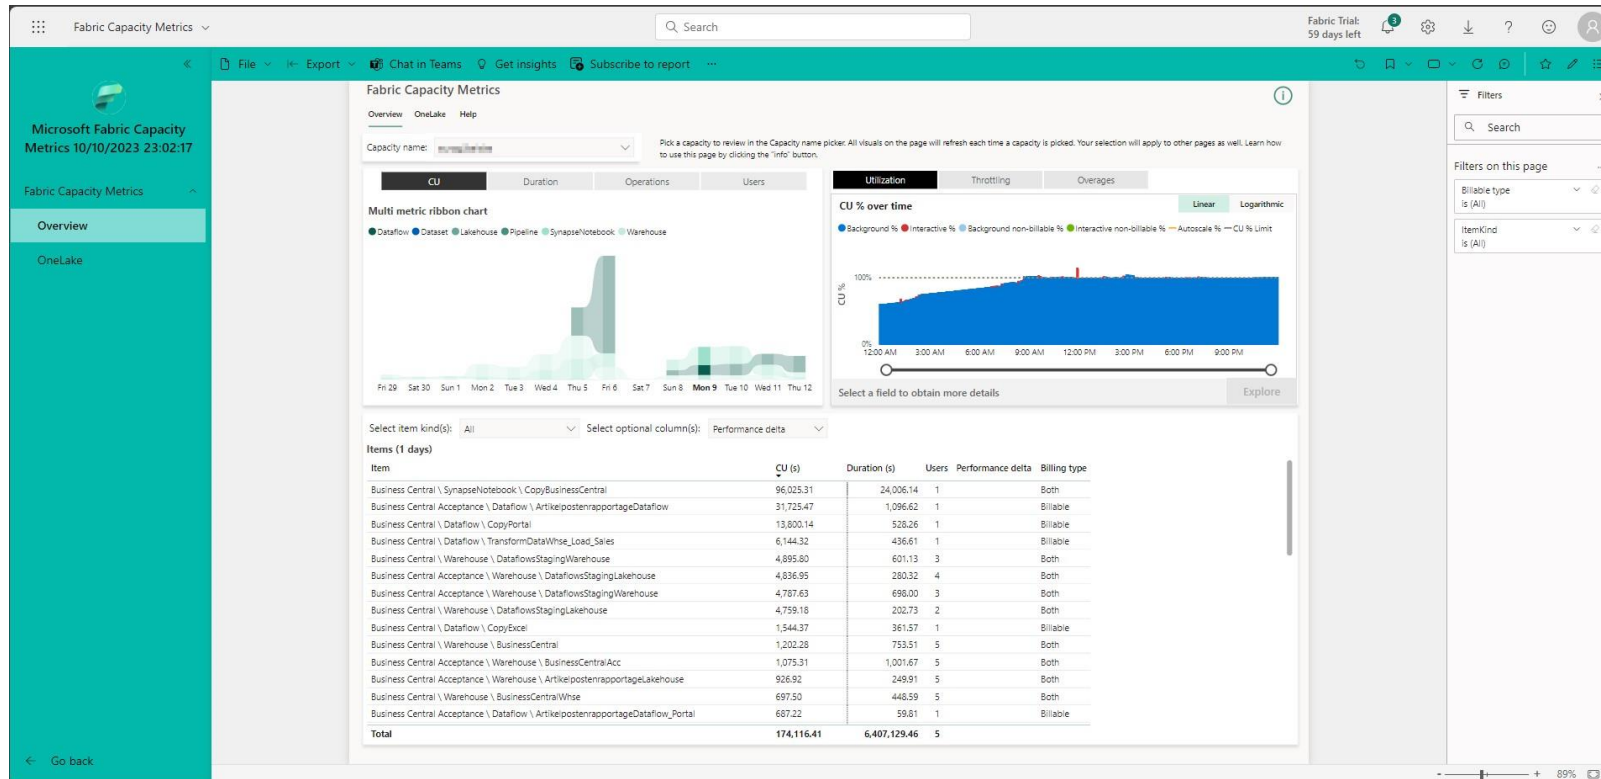 Fabric Capacity Metrics
Search
Fabric Trial:
59 days left
3
File
Export
Chat in Teams
Get insights
Subscribe to report
Microsoft Fabric Capacity
Metrics 10/10/2023 23:02:17
Fabric Capacity Metrics
Overview
OneLake
Go back
Fabric Capacity Metrics
Overview OneLake Help
Capacity name:
Pick a capacity to review in the Capacity name picker. All visuals on the page will refresh each time a capacity is picked. Your selection will apply to other pages as well. Learn how
to use this page by clicking the "info" button.
CU Duration Operations Users
Multi metric ribbon chart
Dataflow Dataset Lakehouse Pipeline SynapseNotebook Warehouse
Fri 29 Sat 30 Sun 1 Mon 2 Tue 3 Wed 4 Thu 5 Fri 6 Sat 7 Sun 8 Mon 9 Tue 10 Wed 11 Thu 12
Utilization Throttling Overages
CU % over time
Linear Logarithmic
Background % Interactive % Background non-billable % Interactive non-billable % Autoscale % CU % Limit
CU %
100%
0%
12:00 AM 3:00 AM 6:00 AM 9:00 AM 12:00 PM 3:00 PM 6:00 PM 9:00 PM
Select a field to obtain more details
Explore
Select item kind(s): All Select optional column(s): Performance delta
Items (1 days)
Item CU (s) Duration (s) Users Performance delta Billing type
Business Central \ SynapseNotebook \ CopyBusinessCentral 96,025.31 24,006.14 1 Both
Business Central Acceptance \ Dataflow \ ArtikelpostenrapportageDataflow 31,725.47 1,096.62 1 Billable
Business Central \ Dataflow \ CopyPortal 13,800.14 528.26 1 Billable
Business Central \ Dataflow \ TransformDataWhse_Load_Sales 6,144.32 436.61 1 Billable
Business Central \ Warehouse \ DataflowsStagingWarehouse 4,895.80 601.13 3 Both
Business Central Acceptance \ Warehouse \ DataflowsStagingLakehouse 4,836.95 280.32 4 Both
Business Central Acceptance \ Warehouse \ DataflowsStagingWarehouse 4,787.63 698.00 3 Both
Business Central \ Warehouse \ DataflowsStagingLakehouse 4,759.18 202.73 2 Both
Business Central \ Dataflow \ CopyExcel 1,544.37 361.57 1 Billable
Business Central \ Warehouse \ BusinessCentral 1,202.28 753.51 5 Both
Business Central Acceptance \ Warehouse \ BusinessCentralAcc 1,075.31 1,001.67 5 Both
Business Central Acceptance \ Warehouse \ ArtikelpostenrapportageLakehouse 926.92 249.91 5 Both
Business Central \ Warehouse \ BusinessCentralWhse 697.50 448.59 5 Both
Business Central Acceptance \ Dataflow \ ArtikelpostenrapportageDataflow_Portal 687.22 59.81 1 Billable
Total 174,116.41 6,407,129.46 5
Filters
Search
Filters on this page
Billable type
is (All)
ItemKind
is (All)
89%